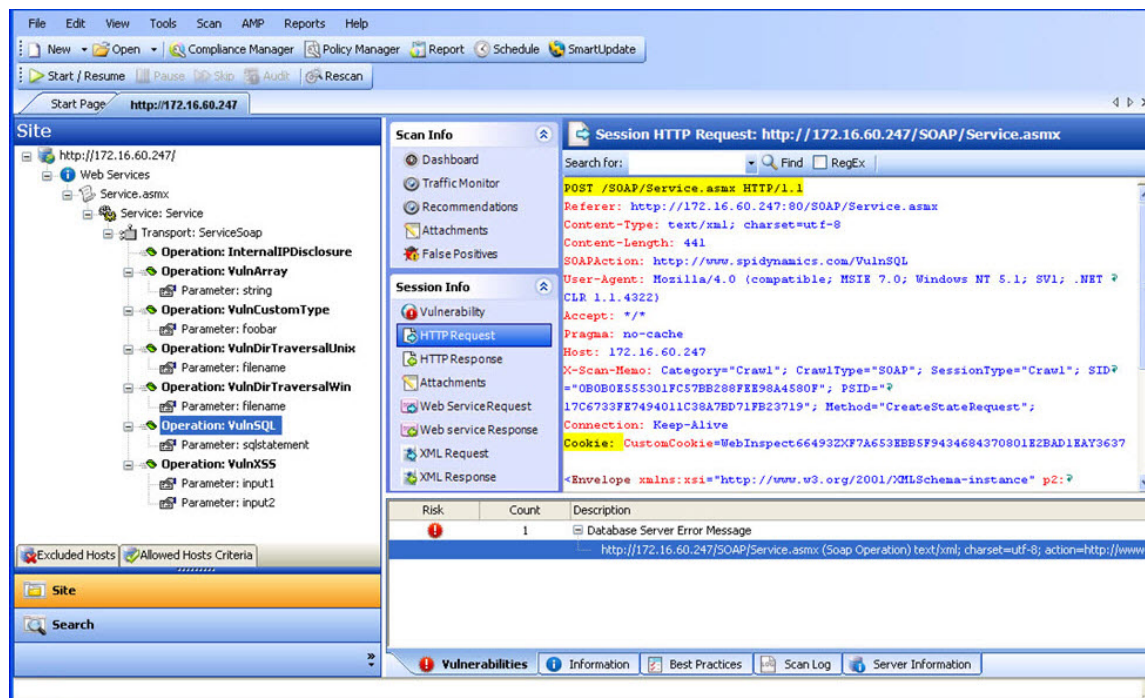 File Edit View Tools Scan AMP Reports Help
New Open Compliance Manager Policy Manager Report Schedule SmartUpdate
Start / Resume Pause Skip Audit Rescan
Start Page http://172.16.60.247
Site
http://172.16.60.247/
Web Services
Service.asmx
Service: Service
Transport: ServiceSoap
Operation: InternalIPDisclosure
Operation: VulnArray
Parameter: string
Operation: VulnCustomType
Parameter: foobar
Operation: VulnDirTraversalUnix
Parameter: filename
Operation: VulnDirTraversalWin
Parameter: filename
Operation: VulnSQL
Parameter: sqlstatement
Operation: VulnXSS
Parameter: input1
Parameter: input2
Excluded Hosts Allowed Hosts Criteria
Site
Search
Scan Info
Dashboard
Traffic Monitor
Recommendations
Attachments
False Positives
Session Info
Vulnerability
HTTP Request
HTTP Response
Attachments
Web Service Request
Web service Response
XML Request
XML Response
Session HTTP Request: http://172.16.60.247/SOAP/Service.asmx
Search for: Find RegEx
POST /SOAP/Service.asmx HTTP/1.1
Referer: http://172.16.60.247:80/SOAP/Service.asmx
Content-Type: text/xml; charset=utf-8
Content-Length: 441
SOAPAction: http://www.spidynamics.com/VulnSQL
User-Agent: Mozilla/4.0 (compatible; MSIE 7.0; Windows NT 5.1; SV1; .NET
CLR 1.1.4322)
Accept: */*
Pragma: no-cache
Host: 172.16.60.247
X-Scan-Memo: Category="Crawl"; CrawlType="SOAP"; SessionType="Crawl"; SID
="0B0B0E555301FC57BB288FEE98A4580F"; PSID="
17C6733FE7494011C38A7BD71FB23719"; Method="CreateStateRequest";
Connection: Keep-Alive
Cookie: CustomCookie=WebInspect66493ZXF7A653EBB5F9434684370801E2BAD1EAY3637
<Envelope xmlns:xsi="http://www.w3.org/2001/XMLSchema-instance" p2:
Risk Count Description
1 Database Server Error Message
http://172.16.60.247/SOAP/Service.asmx (Soap Operation) text/xml; charset=utf-8; action=http://www
Vulnerabilities Information Best Practices Scan Log Server Information